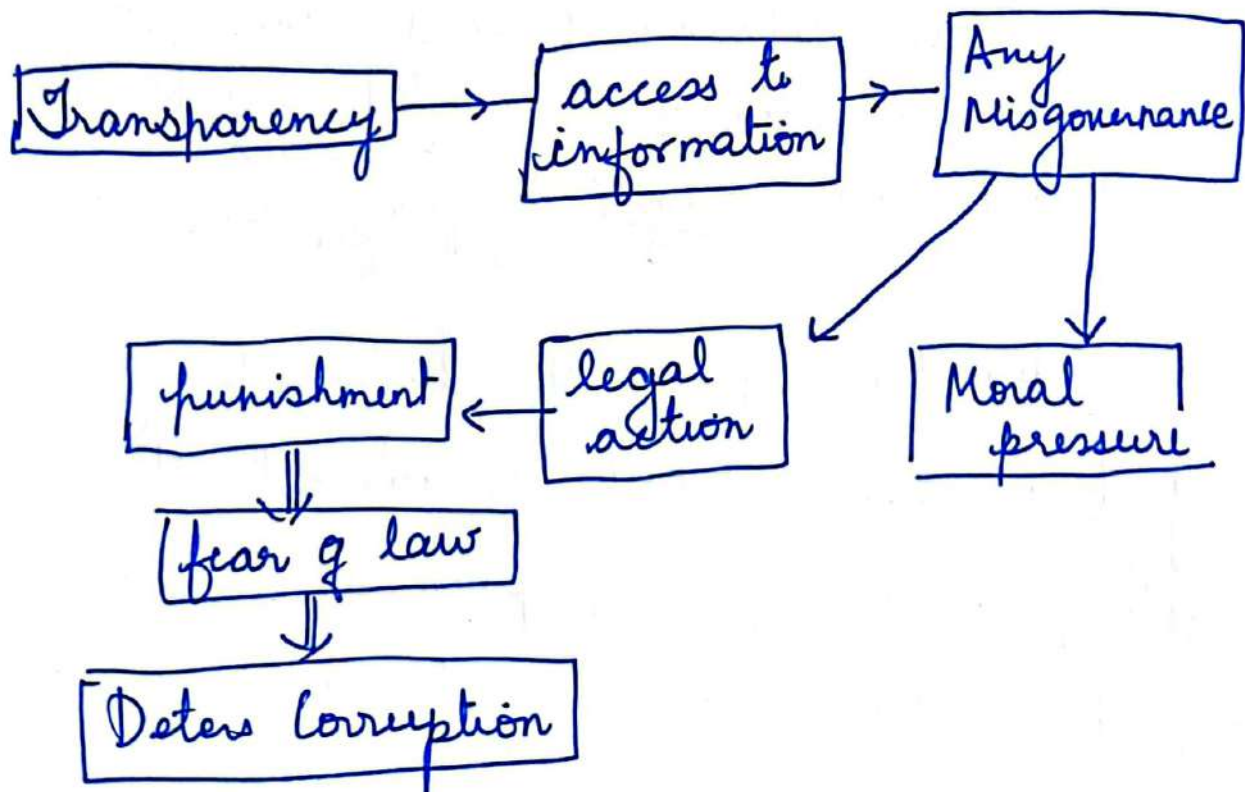 Transparency
access to
information
Any
Misgovernance
legal
action
Moral
pressure
punishment
fear of law
Deters Corruption